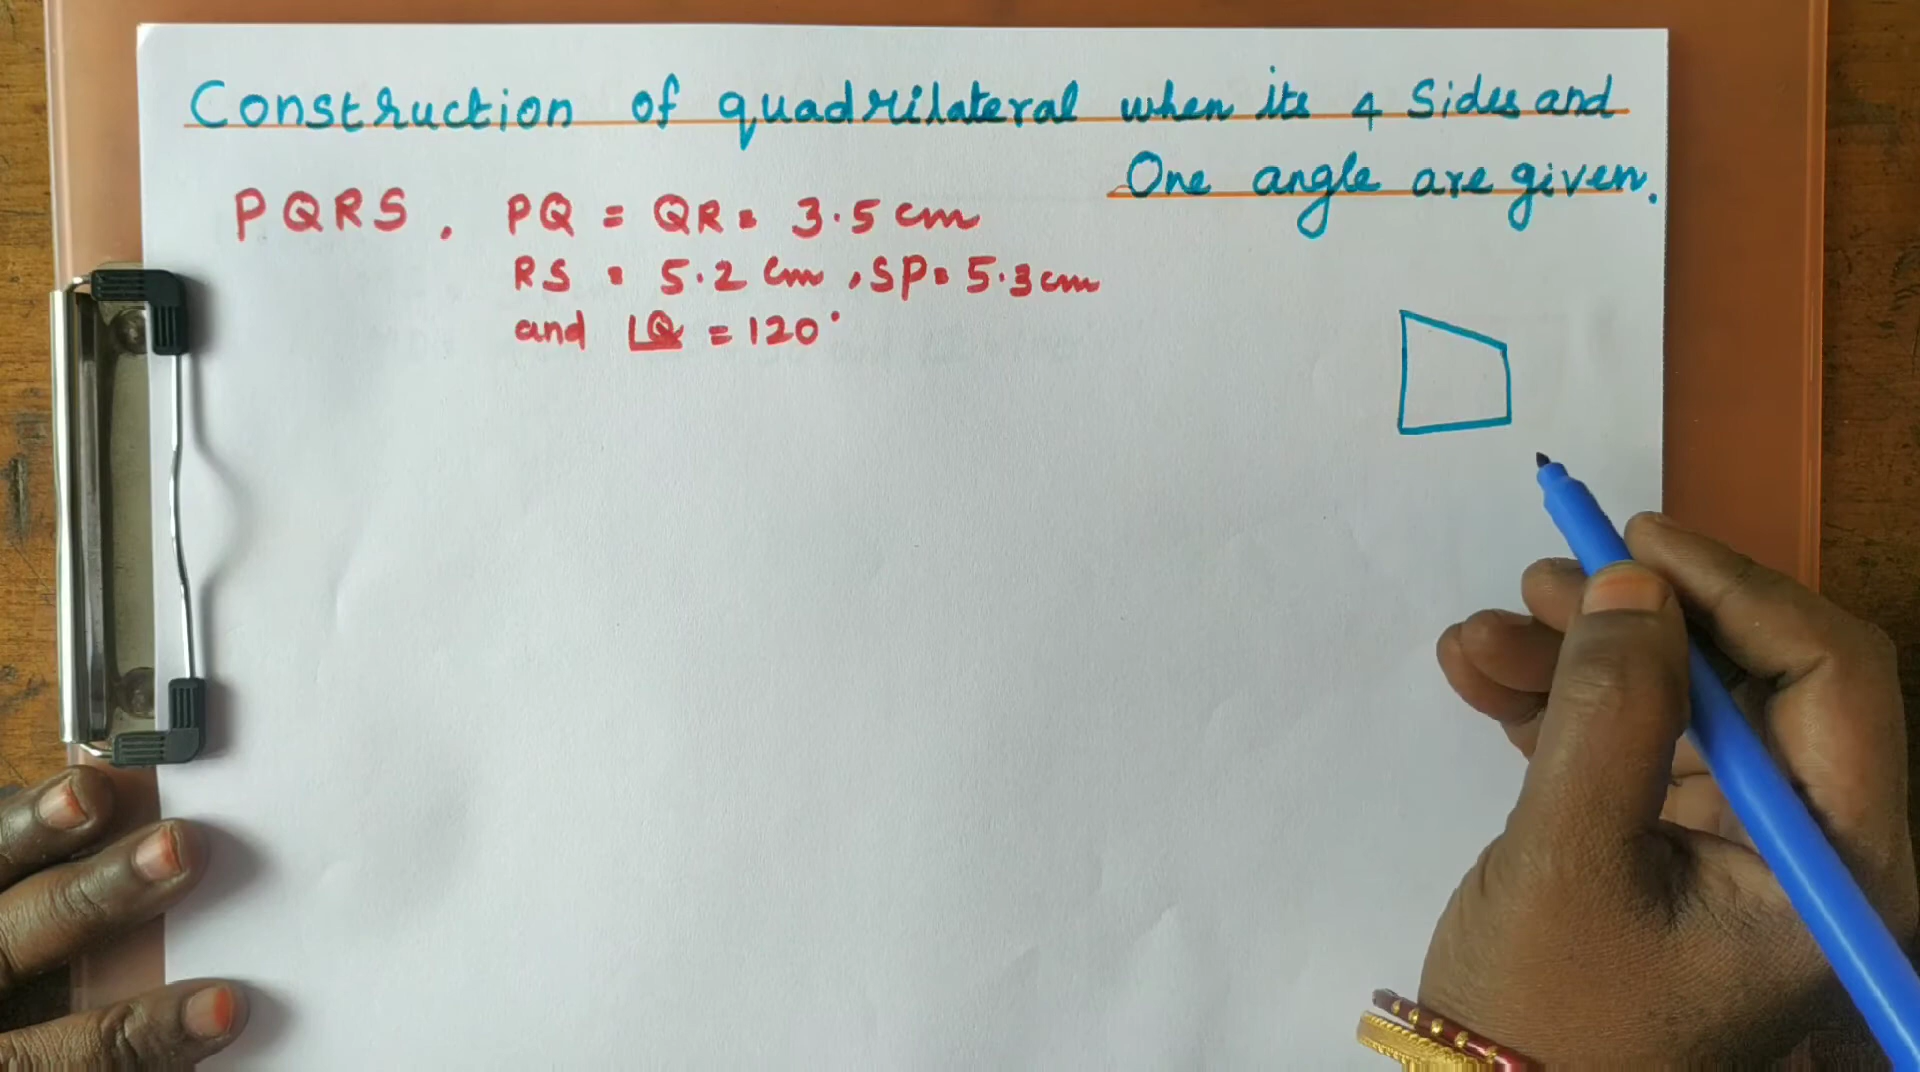 Construction of quadrilateral when its 4 Sides and
One angle are given.
PQRS. PQ = QR = 3.5 cm
RS = 5.2 cm, SP = 5.3 cm
and ∠Q = 120°